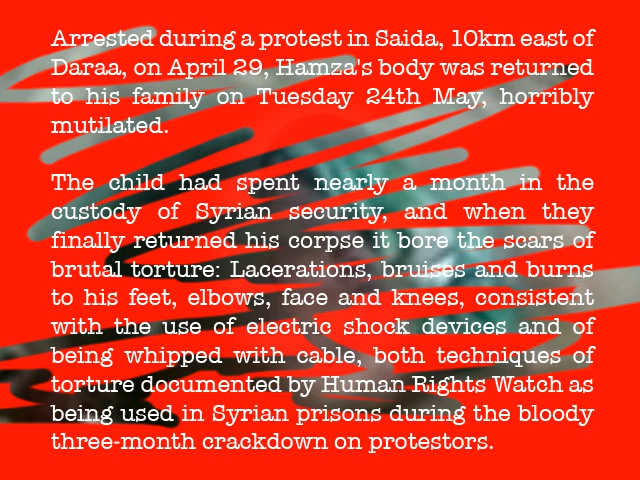 Arrested during a protest in Saida, 10km east of
Daraa, on April 29, Hamza's body was returned
to his family on Tuesday 24th May, horribly
mutilated.
The child had spent nearly a month in the
custody of Syrian security, and when they
finally returned his corpse it bore the scars of
brutal torture: Lacerations, bruises and burns
to his feet, elbows, face and knees, consistent
with the use of electric shock devices and of
being whipped with cable, both techniques of
torture documented by Human Rights Watch as
being used in Syrian prisons during the bloody
three-month crackdown on protestors.